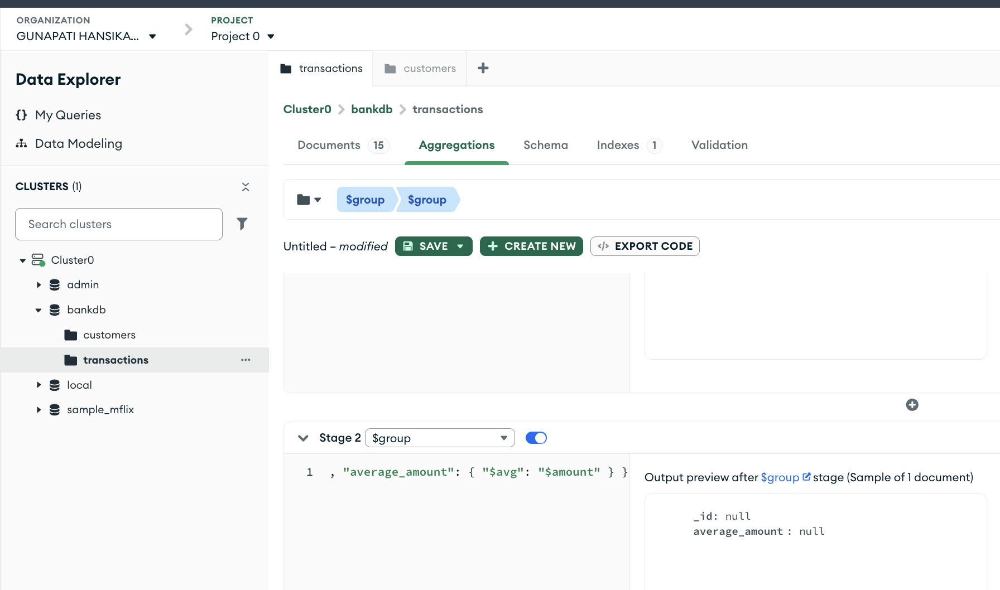 ORGANIZATION
GUNAPATI HANSIKA...
PROJECT
Project 0
Data Explorer
My Queries
Data Modeling
CLUSTERS (1)
Search clusters
Cluster0
admin
bankdb
customers
transactions
local
sample_mflix
transactions
customers
Cluster0 > bankdb > transactions
Documents 15 Aggregations Schema Indexes 1 Validation
$group $group
Untitled – modified SAVE CREATE NEW EXPORT CODE
Stage 2 $group
1 , "average_amount": { "$avg": "$amount" } }
Output preview after $group stage (Sample of 1 document)
_id: null
average_amount : null